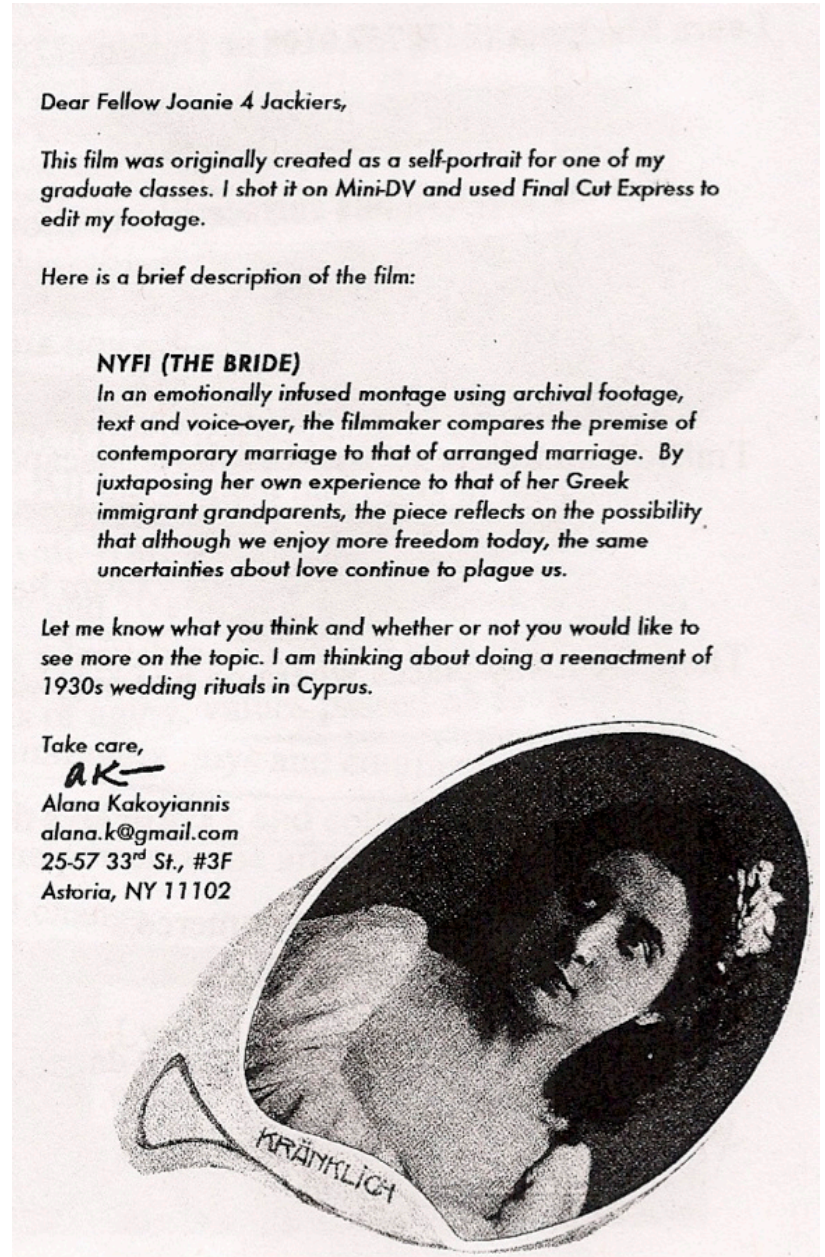 Dear Fellow Joanie 4 Jackiers,
This film was originally created as a self-portrait for one of my
graduate classes. I shot it on Mini-DV and used Final Cut Express to
edit my footage.
Here is a brief description of the film:
NYFI (THE BRIDE)
In an emotionally infused montage using archival footage,
text and voice-over, the filmmaker compares the premise of
contemporary marriage to that of arranged marriage. By
juxtaposing her own experience to that of her Greek
immigrant grandparents, the piece reflects on the possibility
that although we enjoy more freedom today, the same
uncertainties about love continue to plague us.
Let me know what you think and whether or not you would like to
see more on the topic. I am thinking about doing a reenactment of
1930s wedding rituals in Cyprus.
Take care,
AK
Alana Kakoyiannis
alana.k@gmail.com
25-57 33rd St., #3F
Astoria, NY 11102
KRÄNKLICH